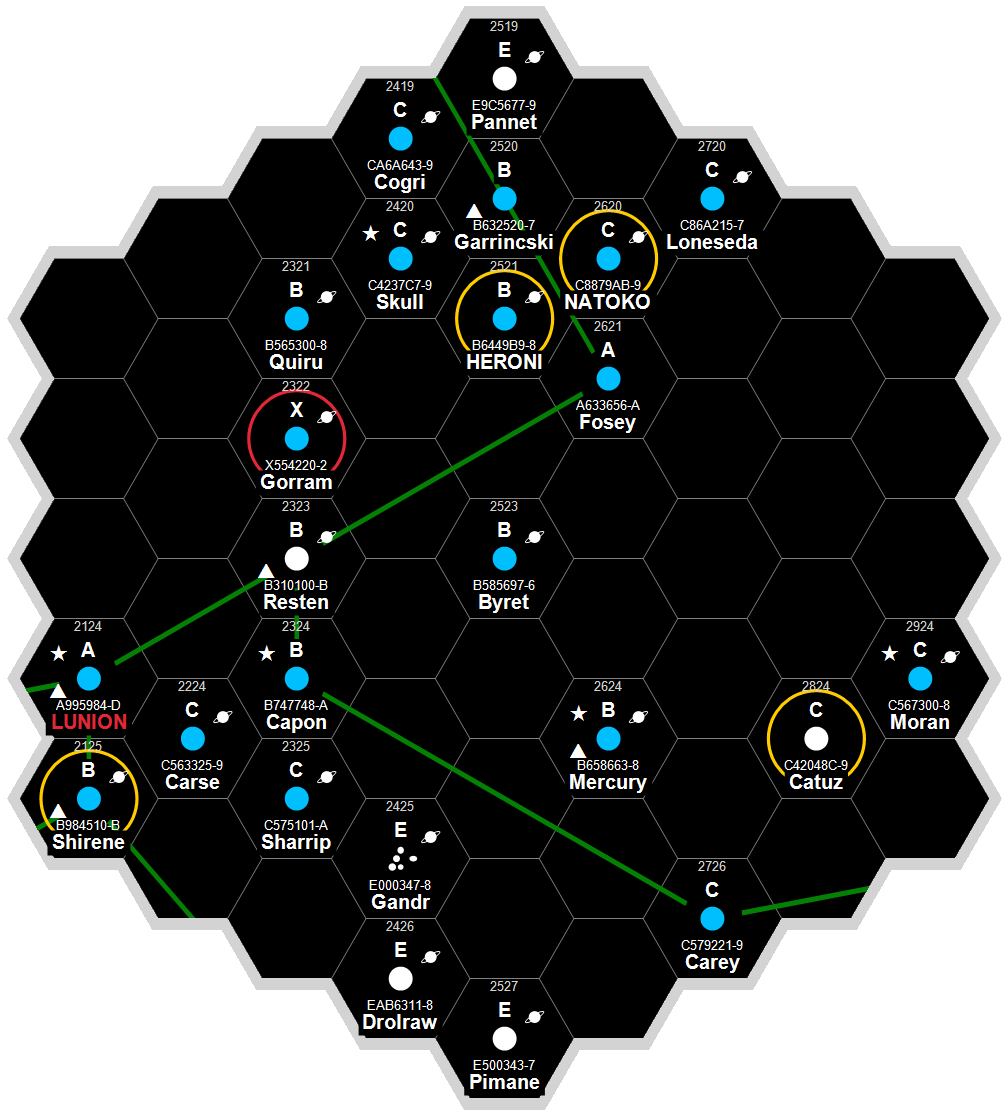 2519
E
E9C5677-9
Pannet
2419
C
CA6A643-9
Cogri
2520
B
B632520-7
Garrincski
2720
C
C86A215-7
Loneseda
2420
C
C4237C7-9
Skull
2620
C
C8879AB-9
NATOKO
2321
B
B565300-8
Quiru
2521
B
B6449B9-8
HERONI
2621
A
A633656-A
Fosey
2322
X
X554220-2
Gorram
2323
B
B310100-B
Resten
2523
B
B585697-6
Byret
2124
A
A995984-D
LUNION
2324
B
B747748-A
Capon
2924
C
C567300-8
Moran
2224
C
C563325-9
Carse
2624
B
B658663-8
Mercury
2824
C
C42048C-9
Catuz
2125
B
B984510-B
Shirene
2325
C
C575101-A
Sharrip
2425
E
E000347-8
Gandr
2726
C
C579221-9
Carey
2426
E
EAB6311-8
Drolraw
2527
E
E500343-7
Pimane